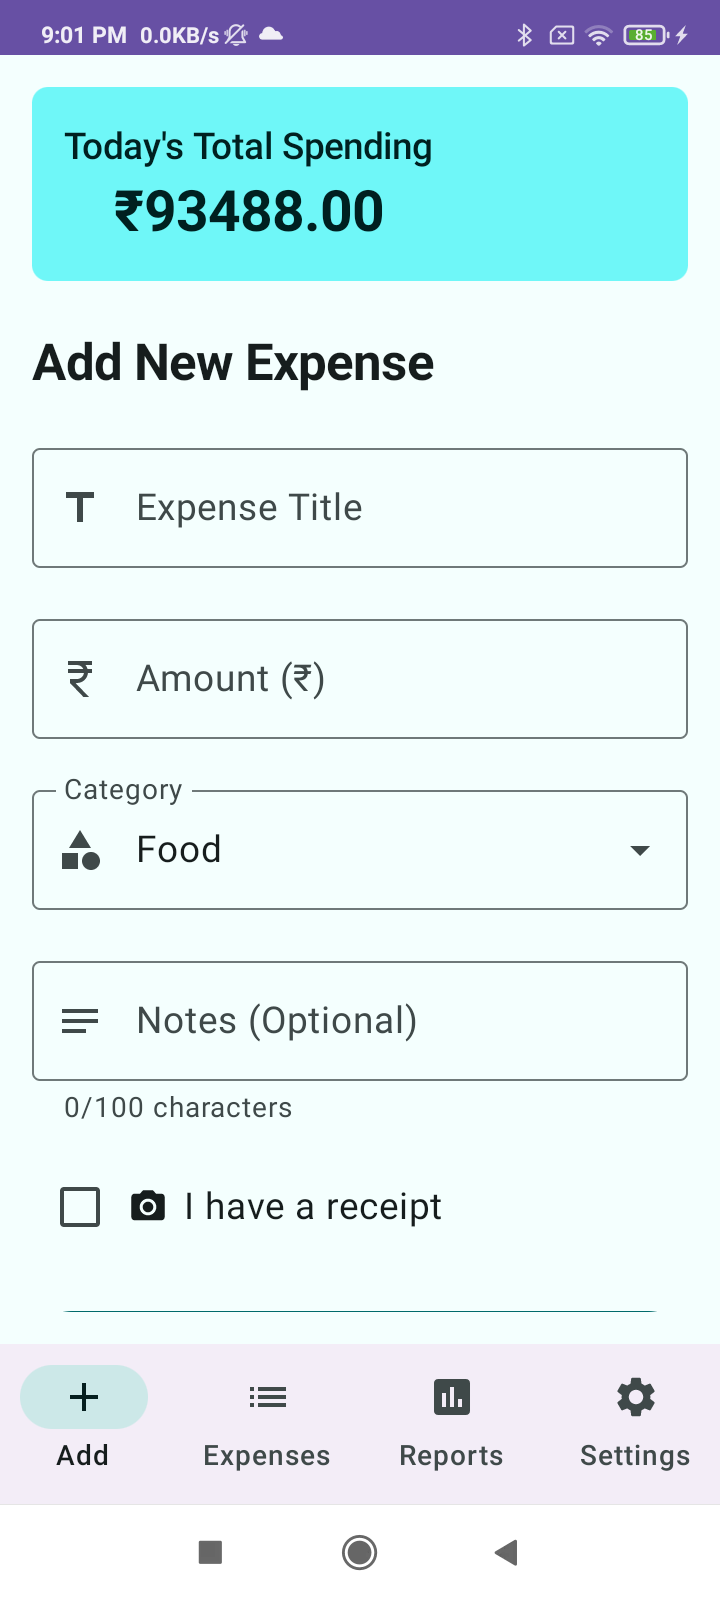 9:01 PM 0.0KB/s 85
Today's Total Spending
₹93488.00
Add New Expense
Expense Title
₹ Amount (₹)
Category
Food
Notes (Optional)
0/100 characters
I have a receipt
Add Expenses Reports Settings